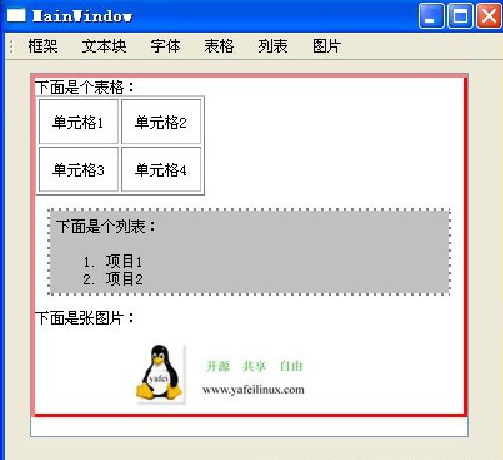 MainWindow
框架 文本块 字体 表格 列表 图片
下面是个表格：
单元格1 单元格2
单元格3 单元格4
下面是个列表：
1. 项目1
2. 项目2
下面是张图片：
开源 共享 自由
yafei
www.yafeilinux.com